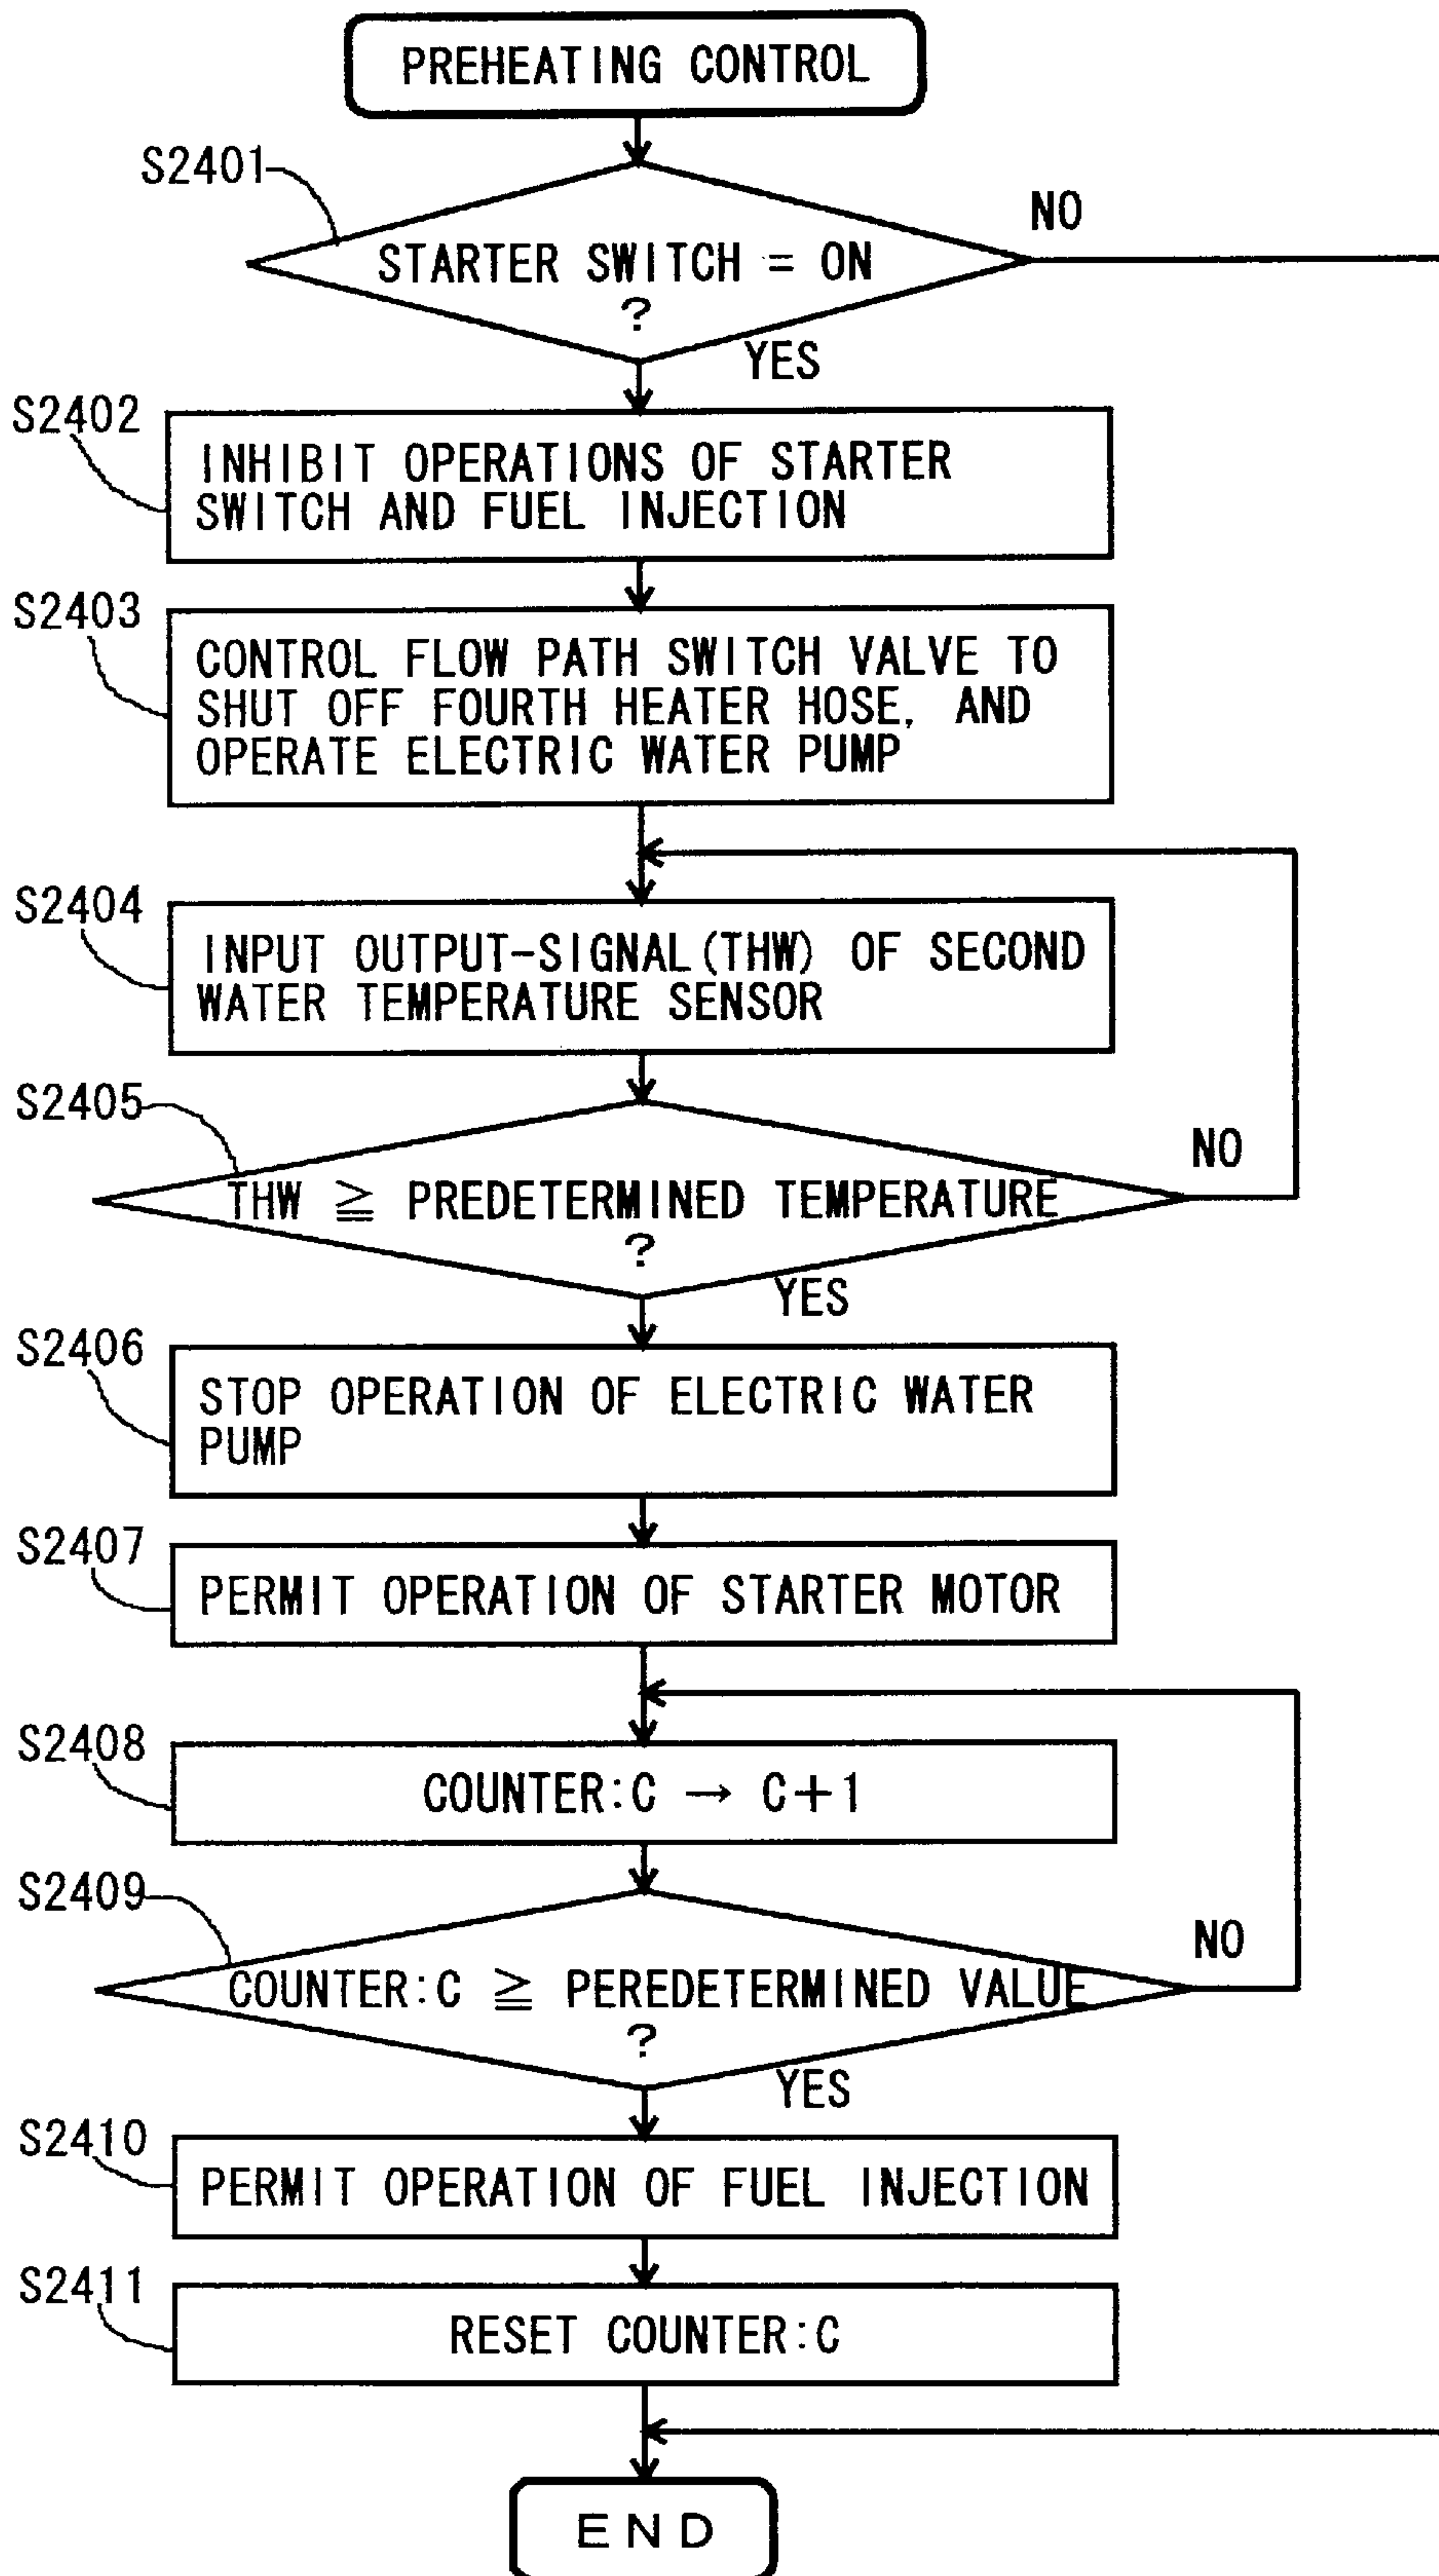 PREHEATING CONTROL
S2401
NO
STARTER SWITCH = ON
?
YES
S2402
INHIBIT OPERATIONS OF STARTER
SWITCH AND FUEL INJECTION
S2403
CONTROL FLOW PATH SWITCH VALVE TO
SHUT OFF FOURTH HEATER HOSE, AND
OPERATE ELECTRIC WATER PUMP
S2404
INPUT OUTPUT-SIGNAL(THW) OF SECOND
WATER TEMPERATURE SENSOR
S2405
NO
THW ≧ PREDETERMINED TEMPERATURE
?
YES
S2406
STOP OPERATION OF ELECTRIC WATER
PUMP
S2407
PERMIT OPERATION OF STARTER MOTOR
S2408
COUNTER:C → C+1
S2409
NO
COUNTER:C ≧ PEREDETERMINED VALUE
?
YES
S2410
PERMIT OPERATION OF FUEL INJECTION
S2411
RESET COUNTER:C
END